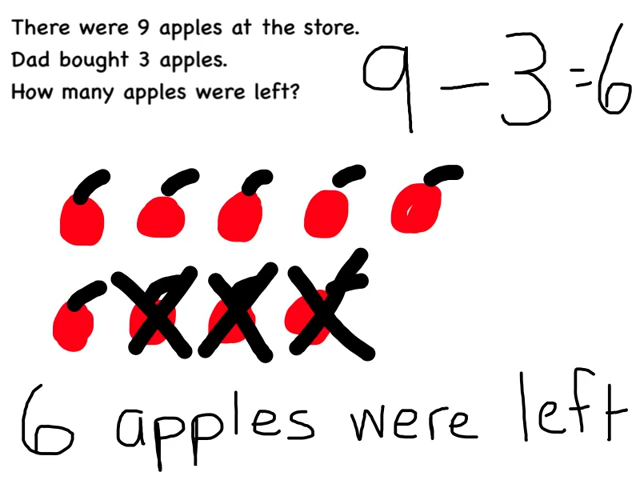 There were 9 apples at the store.
Dad bought 3 apples.
How many apples were left?
9 - 3 = 6
6 apples were left